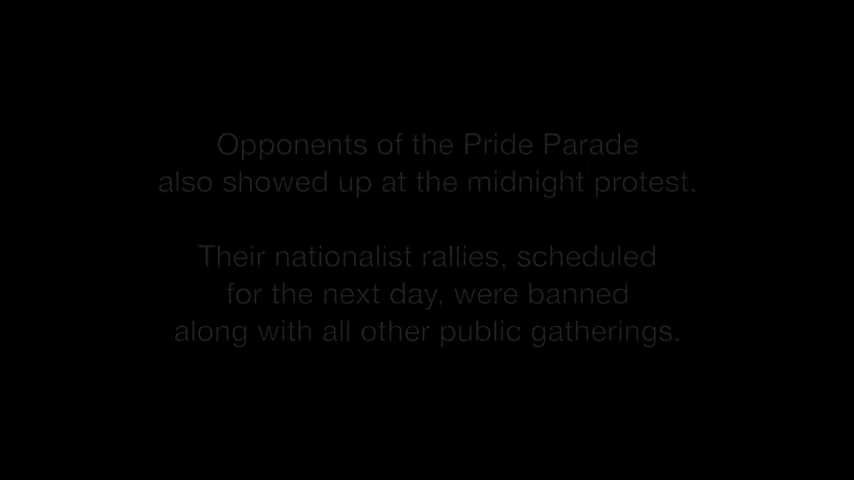 Opponents of the Pride Parade
also showed up at the midnight protest.
Their nationalist rallies, scheduled
for the next day, were banned
along with all other public gatherings.